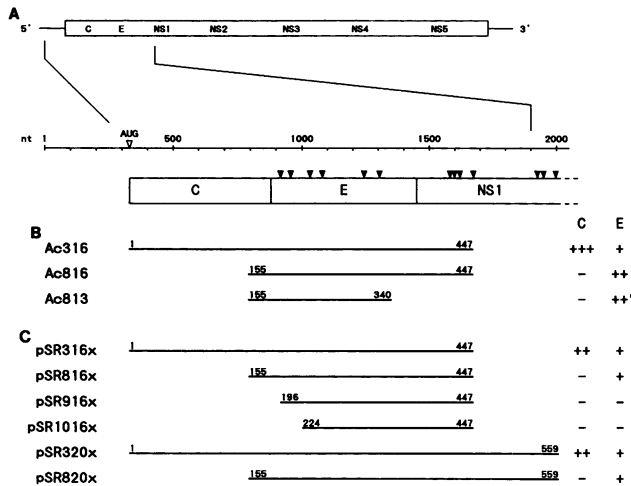 A
5' C E NS1 NS2 NS3 NS4 NS5 3'
AUG
nt 1 500 1000 1500 2000
C E NS1
B C E
Ac316 1 447 +++ +
Ac816 155 447 − ++
Ac813 155 340 − ++'
C
pSR316x 1 447 ++ +
pSR816x 155 447 − +
pSR916x 196 447 − −
pSR1016x 224 447 − −
pSR320x 1 559 ++ +
pSR820x 155 559 − +